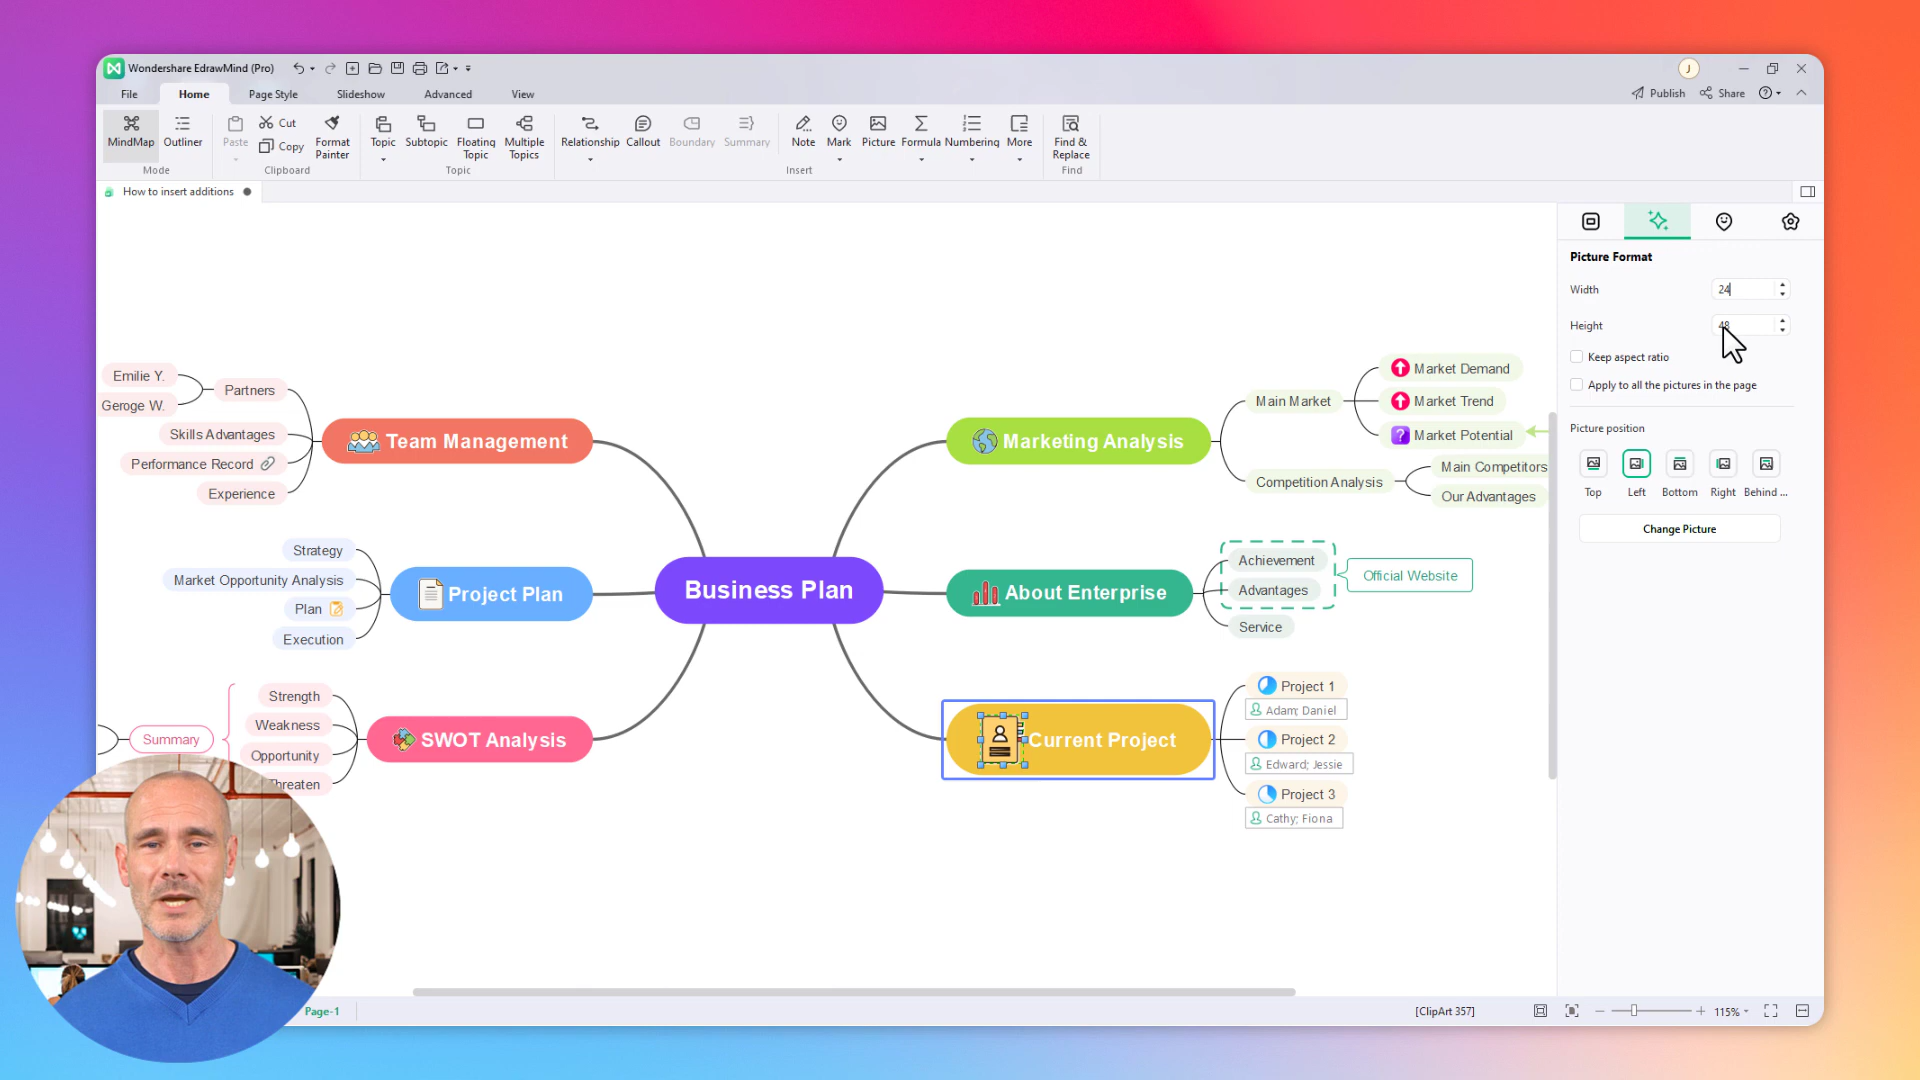 Wondershare EdrawMind (Pro)
J
File Home Page Style Slideshow Advanced View
Publish Share
MindMap Outliner Paste Cut Copy Format Painter Topic Subtopic Floating Topic Multiple Topics Relationship Callout Boundary Summary Note Mark Picture Formula Numbering More Find & Replace
Mode Clipboard Topic Insert Find
How to insert additions
Picture Format
Width 24
Height 48
Keep aspect ratio
Apply to all the pictures in the page
Picture position
Top Left Bottom Right Behind ...
Change Picture
Emilie Y.
Geroge W.
Partners
Skills Advantages
Performance Record
Experience
Team Management
Strategy
Market Opportunity Analysis
Plan
Execution
Project Plan
Strength
Weakness
Opportunity
Threaten
Summary
SWOT Analysis
Business Plan
Marketing Analysis
Main Market
Market Demand
Market Trend
Market Potential
Competition Analysis
Main Competitors
Our Advantages
About Enterprise
Achievement
Advantages
Service
Official Website
Current Project
Project 1
Adam; Daniel
Project 2
Edward; Jessie
Project 3
Cathy; Fiona
Page-1
[ClipArt 357]
115%